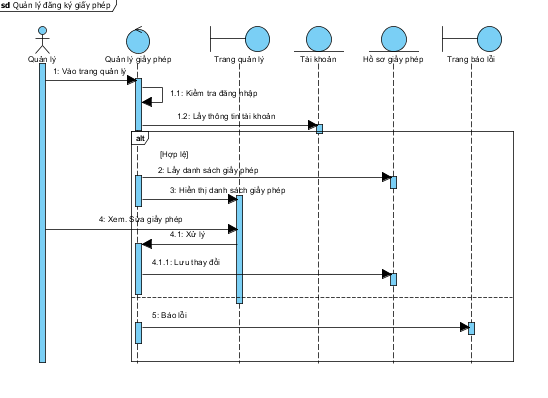 sd Quản lý đăng ký giấy phép
Quản lý
Quản lý giấy phép
Trang quản lý
Tài khoản
Hồ sơ giấy phép
Trang báo lỗi
1: Vào trang quản lý
1.1: Kiểm tra đăng nhập
1.2: Lấy thông tin tài khoản
alt
[Hợp lệ]
2: Lấy danh sách giấy phép
3: Hiển thị danh sách giấy phép
4: Xem. Sửa giấy phép
4.1: Xử lý
4.1.1: Lưu thay đổi
5: Báo lỗi